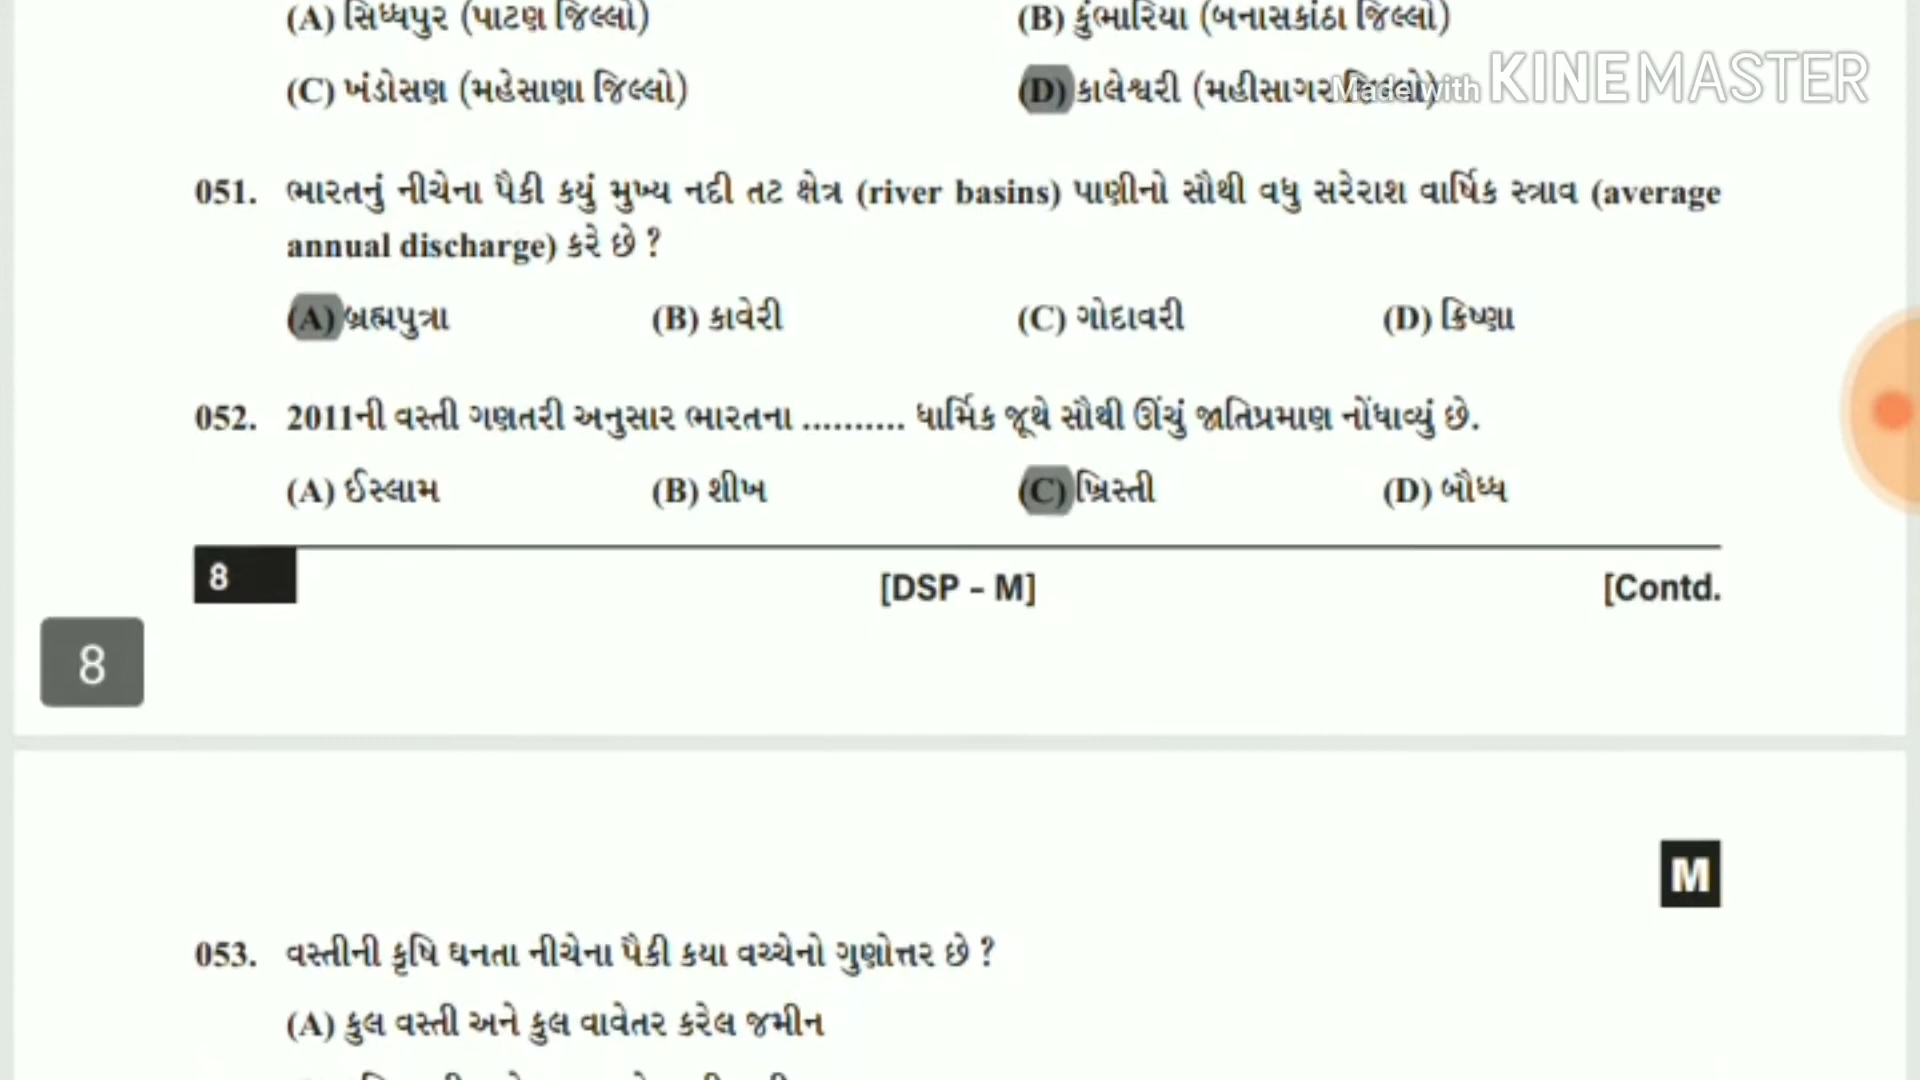 (A) સિધ્ધપુર (પાટણ જિલ્લો)
(B) કુંભારિયા (બનાસકાંઠા જિલ્લો)
(C) ખંડોસણ (મહેસાણા જિલ્લો)
(D) કાલેશ્વરી (મહીસાગર જિલ્લો)
Made with KINEMASTER
051. ભારતનું નીચેના પૈકી કયું મુખ્ય નદી તટ ક્ષેત્ર (river basins) પાણીનો સૌથી વધુ સરેરાશ વાર્ષિક સ્ત્રાવ (average
annual discharge) કરે છે ?
(A) બ્રહ્મપુત્રા (B) કાવેરી (C) ગોદાવરી (D) ક્રિષ્ણા
052. 2011ની વસ્તી ગણતરી અનુસાર ભારતના .......... ધાર્મિક જૂથે સૌથી ઊંચું જાતિપ્રમાણ નોંધાવ્યું છે.
(A) ઈસ્લામ (B) શીખ (C) ખ્રિસ્તી (D) બૌધ્ધ
8 [DSP – M] [Contd.
8
M
053. વસ્તીની કૃષિ ઘનતા નીચેના પૈકી કયા વચ્ચેનો ગુણોત્તર છે ?
(A) કુલ વસ્તી અને કુલ વાવેતર કરેલ જમીન